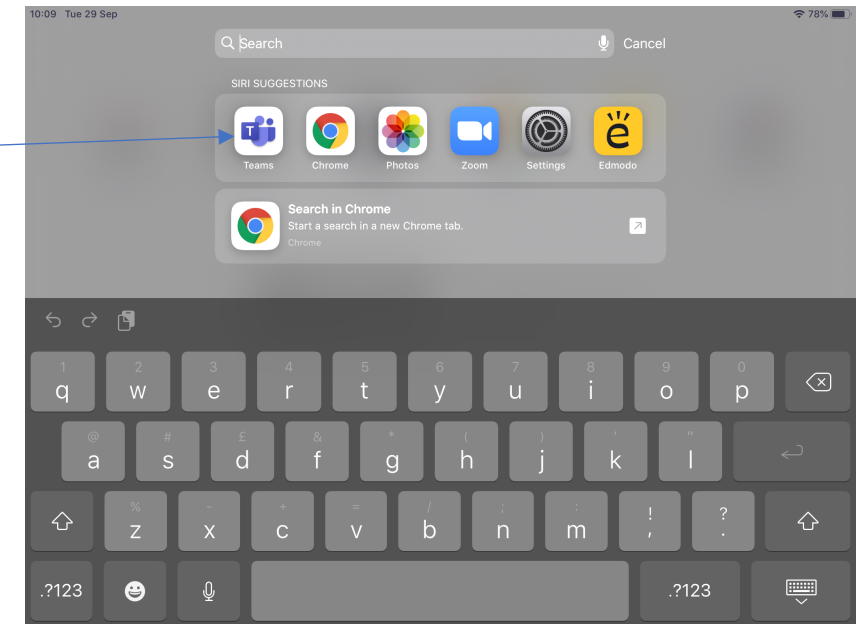 10:09 Tue 29 Sep 78%
Search Cancel
SIRI SUGGESTIONS
T
ë
Teams Chrome Photos Zoom Settings Edmodo
Search in Chrome
Start a search in a new Chrome tab.
Chrome
1 2 3 4 5 6 7 8 9 0
q w e r t y u i o p
@ # £ & * ( ) ' "
a s d f g h j k l
% - + = / ; : ! ?
z x c v b n m , .
.?123 .?123